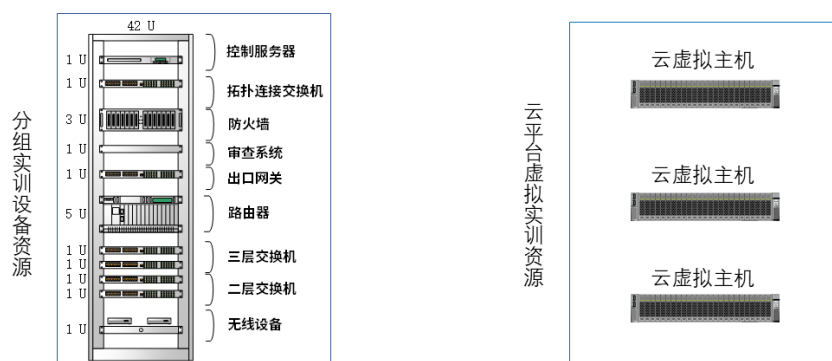 42 U
分组实训设备资源
1 U
控制服务器
1 U
拓扑连接交换机
3 U
防火墙
1 U
审查系统
1 U
出口网关
5 U
路由器
1 U
1 U
三层交换机
1 U
1 U
二层交换机
1 U
无线设备
云平台虚拟实训资源
云虚拟主机
云虚拟主机
云虚拟主机